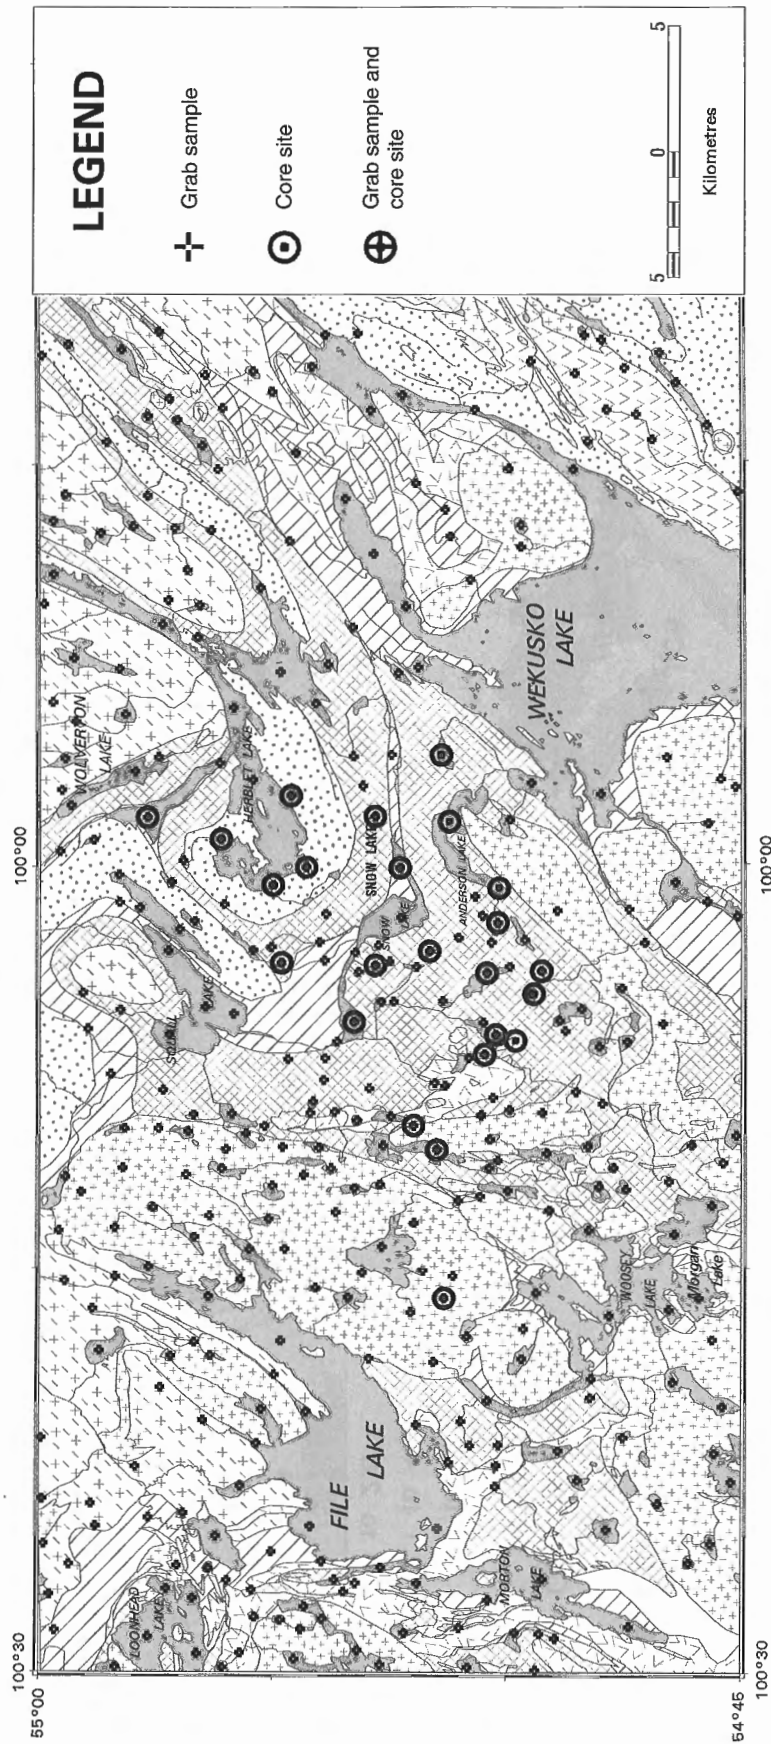 LEGEND
Grab sample
Core site
Grab sample and
core site
5 0 5
Kilometres
55°00
54°45
100°30
100°30
100°00
100°00
WOLVERTON
LAKE
HERBLET LAKE
SNOW LAKE
SNOW
LAKE
ANDERSON LAKE
WEKUSKO
LAKE
SQUALL
LAKE
WOOSEY
LAKE
Morgan
Lake
FILE
LAKE
MORTON
LAKE
LOONHEAD
LAKE